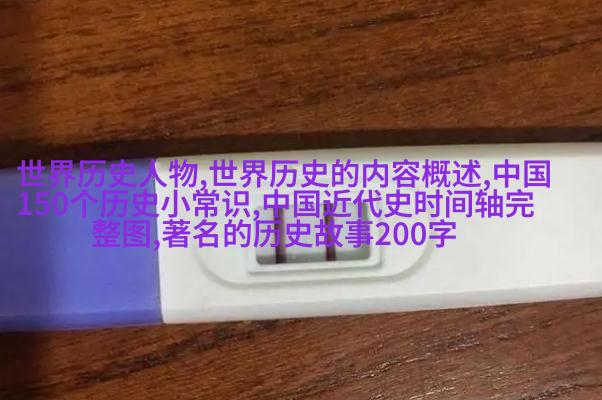 世界历史人物,世界历史的内容概述,中国
150个历史小常识,中国近代史时间轴完
整图,著名的历史故事200字